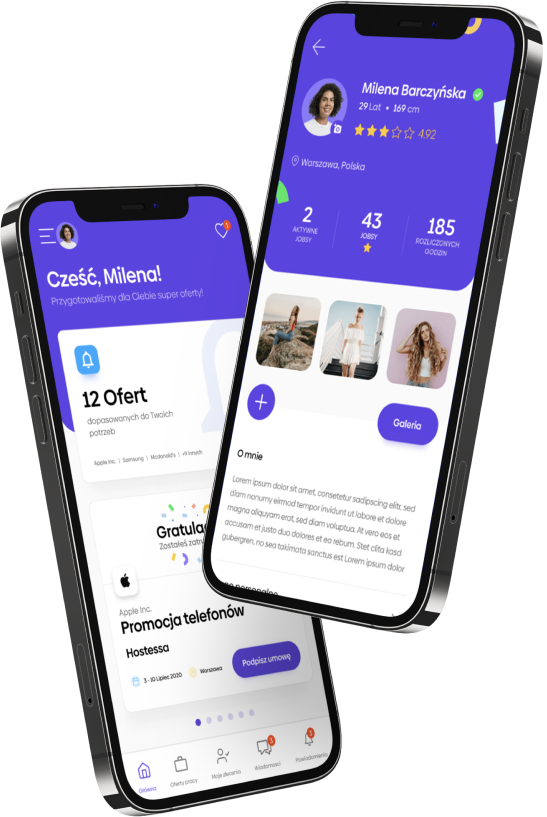 Milena Barczyńska
29 Lat • 169 cm
4.92
Warszawa, Polska
2
AKTYWNE
JOBSY
43
JOBSY
185
ROZLICZONYCH
GODZIN
Galeria
O mnie
Lorem ipsum dolor sit amet, consetetur sadipscing elitr, sed
diam nonumy eirmod tempor invidunt ut labore et dolore
magna aliquyam erat, sed diam voluptua. At vero eos et
accusam et justo duo dolores et ea rebum. Stet clita kasd
gubergren, no sea takimata sanctus est Lorem ipsum dolor
1
Cześć, Milena!
Przygotowaliśmy dla Ciebie super oferty!
12 Ofert
dopasowanych do Twoich
potrzeb
Apple Inc. | Samsung | Mcdonald's | +9 innych
Gratulac
Zostałeś zatr
Apple Inc.
Promocja telefonów
Hostessa
3 - 10 Lipiec 2020
Warszawa
Podpisz umowę
Główna
Oferty pracy
Moje zlecenia
Wiadomości
Powiadomienia